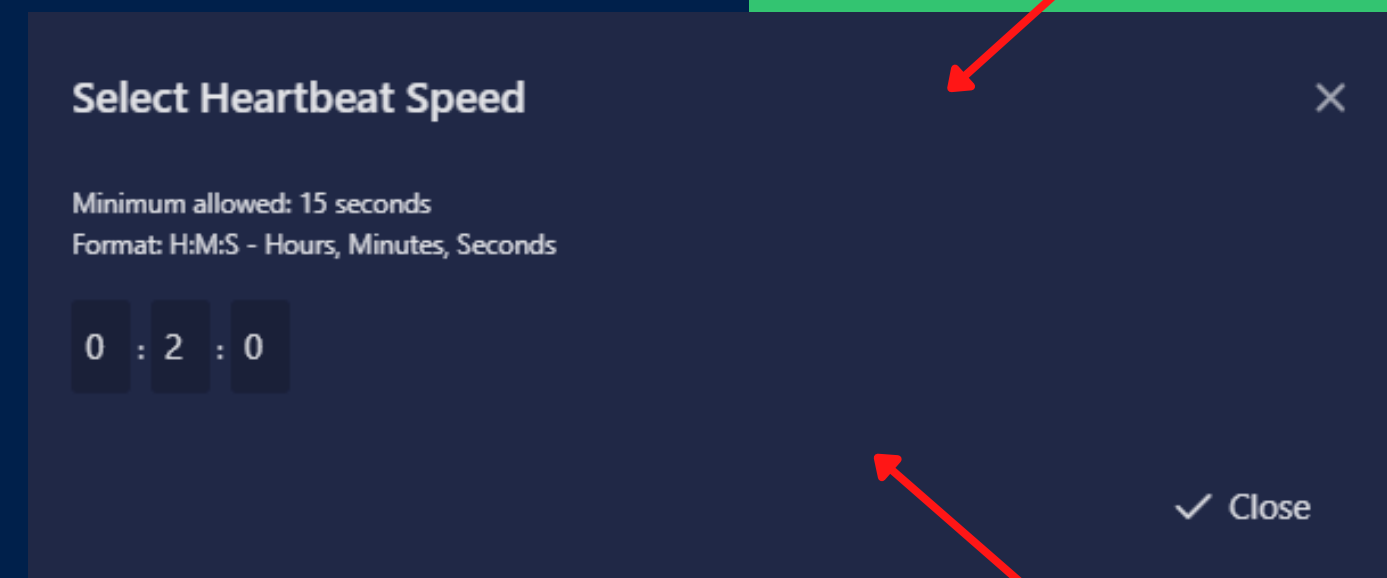 Select Heartbeat Speed
Minimum allowed: 15 seconds
Format: H:M:S - Hours, Minutes, Seconds
0 : 2 : 0
Close